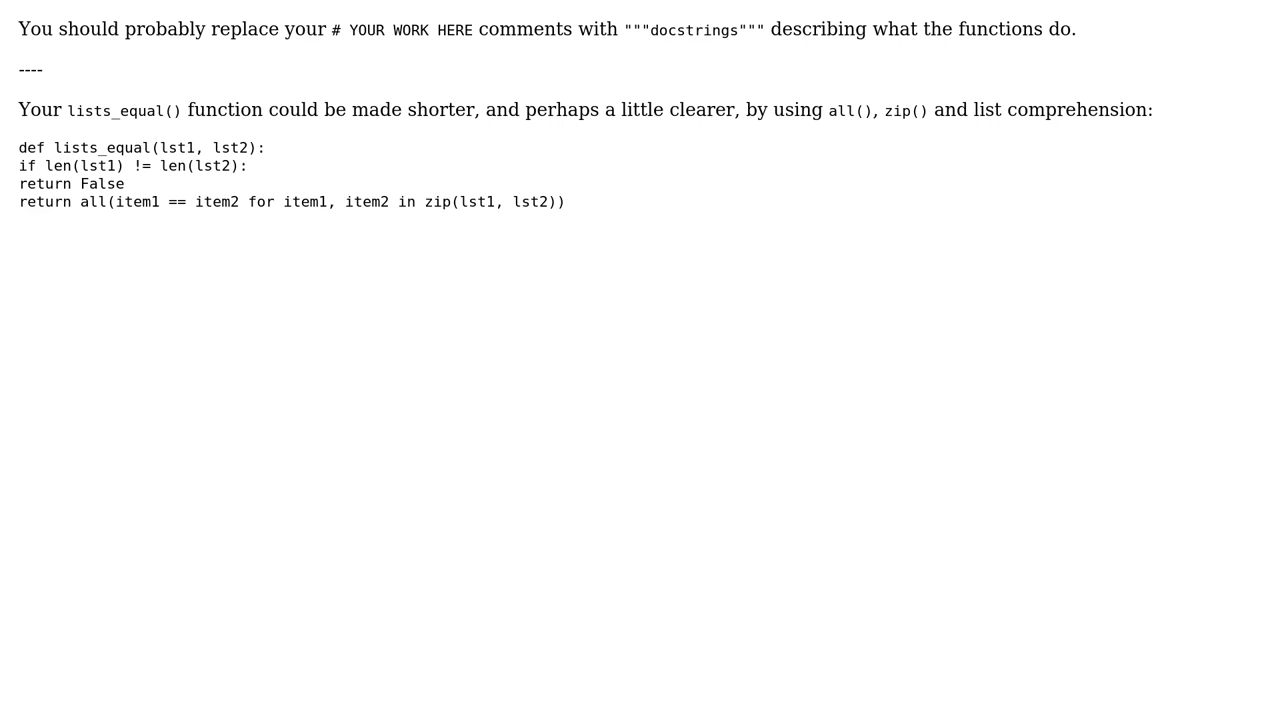 You should probably replace your # YOUR WORK HERE comments with """docstrings""" describing what the functions do.
----
Your lists_equal() function could be made shorter, and perhaps a little clearer, by using all(), zip() and list comprehension:
def lists_equal(lst1, lst2):
if len(lst1) != len(lst2):
return False
return all(item1 == item2 for item1, item2 in zip(lst1, lst2))